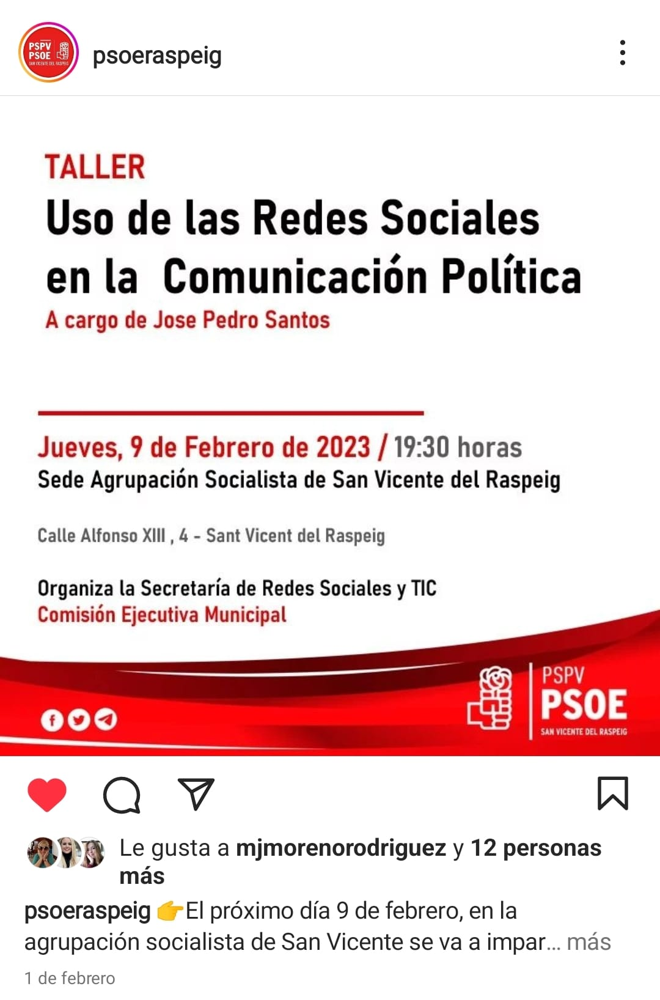 PSPV
PSOE
SAN VICENTE DEL RASPEIG
psoeraspeig
TALLER
Uso de las Redes Sociales
en la Comunicación Política
A cargo de Jose Pedro Santos
Jueves, 9 de Febrero de 2023 / 19:30 horas
Sede Agrupación Socialista de San Vicente del Raspeig
Calle Alfonso XIII , 4 - Sant Vicent del Raspeig
Organiza la Secretaría de Redes Sociales y TIC
Comisión Ejecutiva Municipal
PSPV
PSOE
SAN VICENTE DEL RASPEIG
Le gusta a mjmorenorodriguez y 12 personas
más
psoeraspeig 👉El próximo día 9 de febrero, en la
agrupación socialista de San Vicente se va a impar... más
1 de febrero